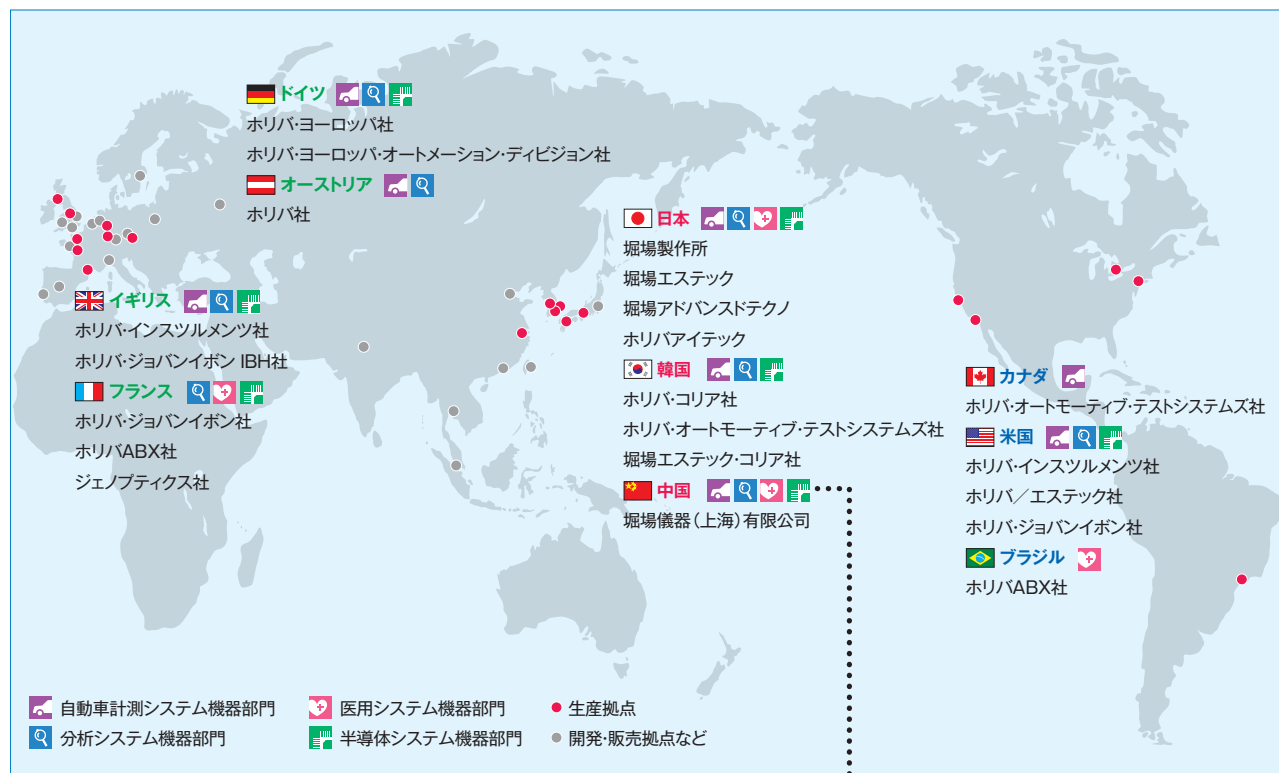 ドイツ
ホリバ・ヨーロッパ社
ホリバ・ヨーロッパ・オートメーション・ディビジョン社
オーストリア
ホリバ社
イギリス
ホリバ・インスツルメンツ社
ホリバ・ジョバンイボン IBH社
フランス
ホリバ・ジョバンイボン社
ホリバABX社
ジェノプティクス社
日本
堀場製作所
堀場エステック
堀場アドバンスドテクノ
ホリバアイテック
韓国
ホリバ・コリア社
ホリバ・オートモーティブ・テストシステムズ社
堀場エステック・コリア社
中国
堀場儀器(上海)有限公司
カナダ
ホリバ・オートモーティブ・テストシステムズ社
米国
ホリバ・インスツルメンツ社
ホリバ/エステック社
ホリバ・ジョバンイボン社
ブラジル
ホリバABX社
自動車計測システム機器部門
医用システム機器部門
生産拠点
分析システム機器部門
半導体システム機器部門
開発・販売拠点など